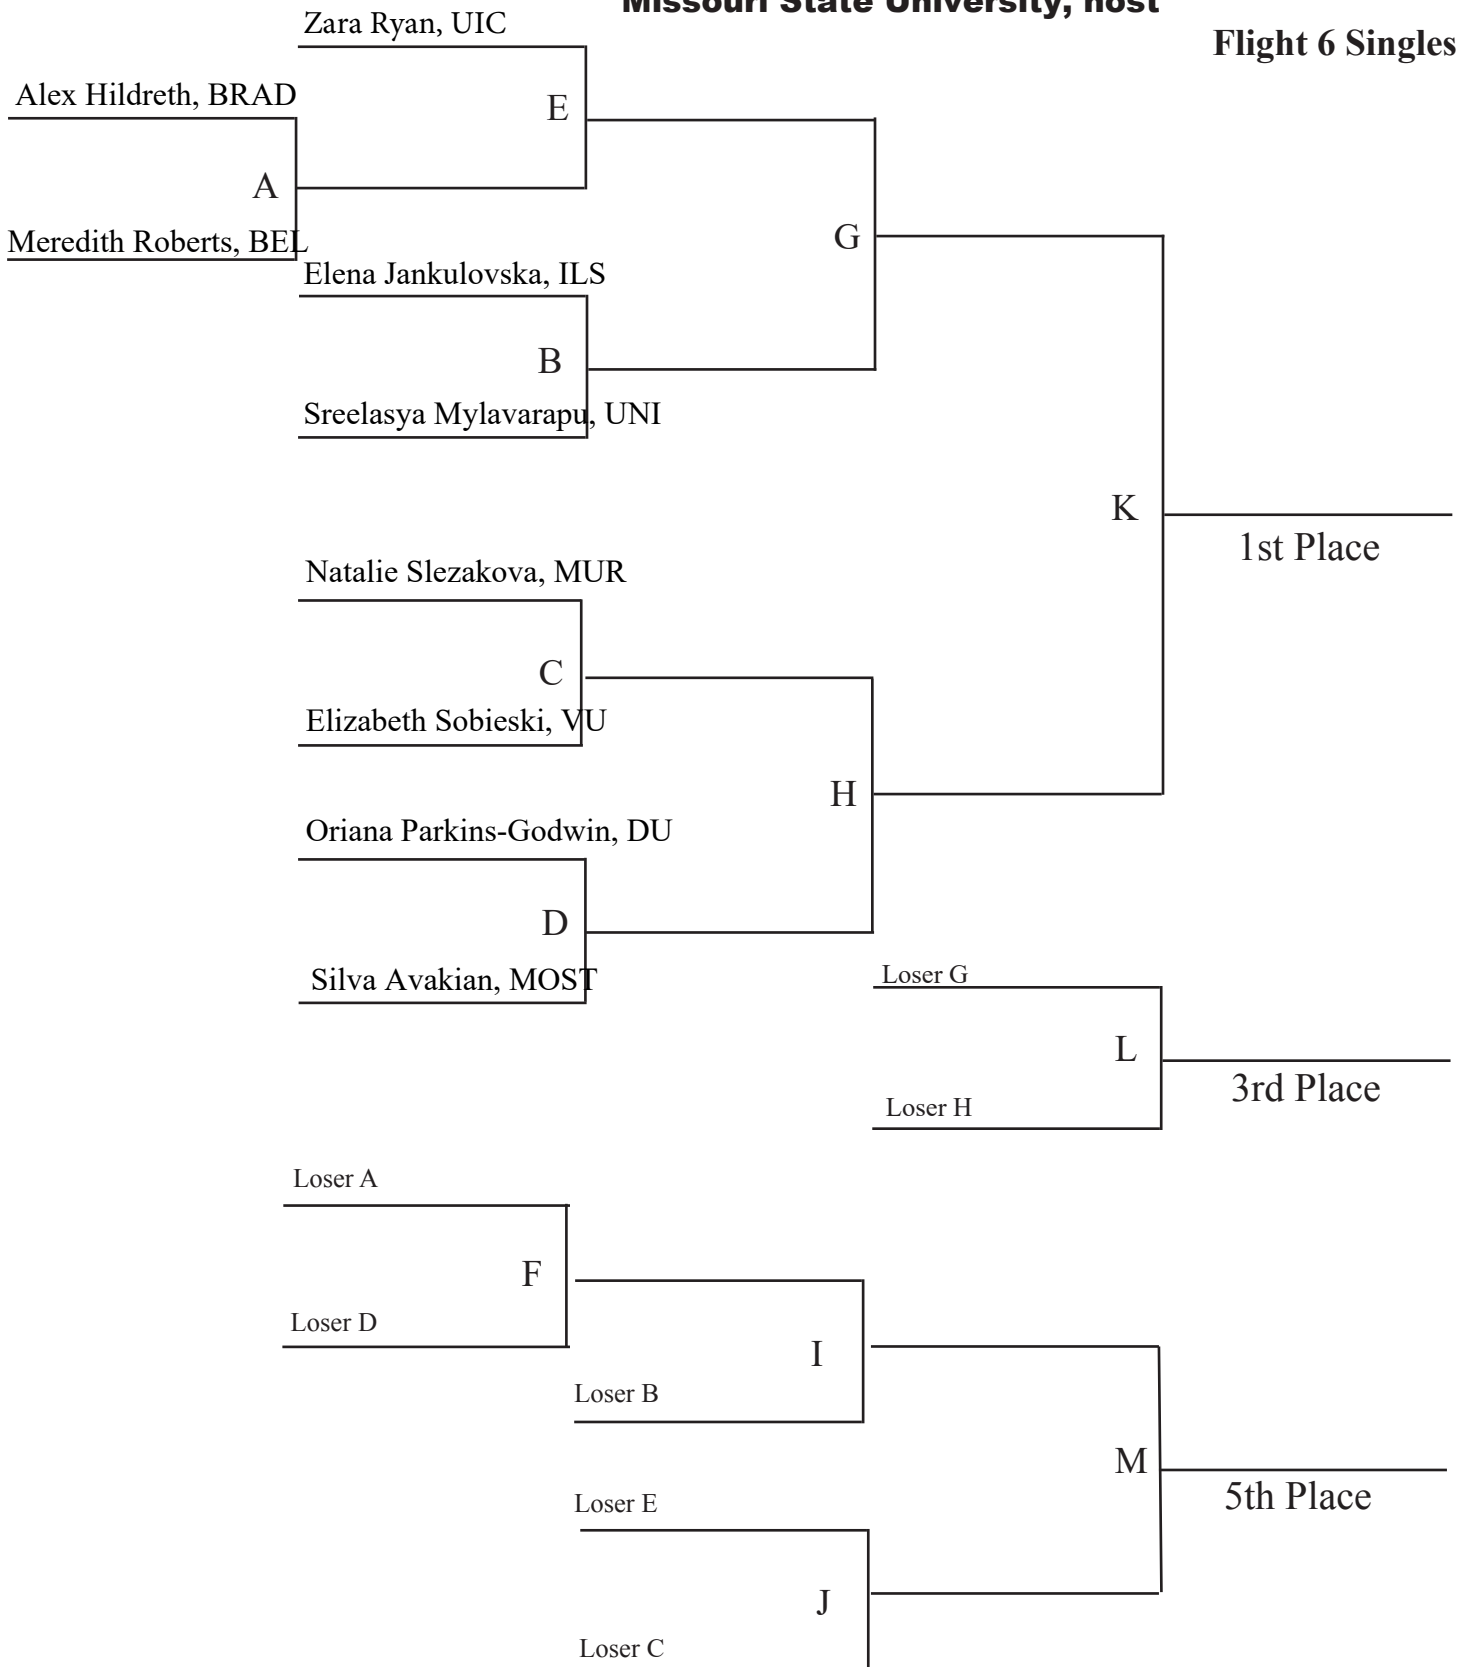 Missouri State University, host
Zara Ryan, UIC
Flight 6 Singles
Alex Hildreth, BRAD
E
A
Meredith Roberts, BEL
G
Elena Jankulovska, ILS
B
Sreelasya Mylavarapu, UNI
K
1st Place
Natalie Slezakova, MUR
C
Elizabeth Sobieski, VU
H
Oriana Parkins-Godwin, DU
D
Silva Avakian, MOST
Loser G
L
3rd Place
Loser H
Loser A
F
Loser D
I
Loser B
M
5th Place
Loser E
J
Loser C